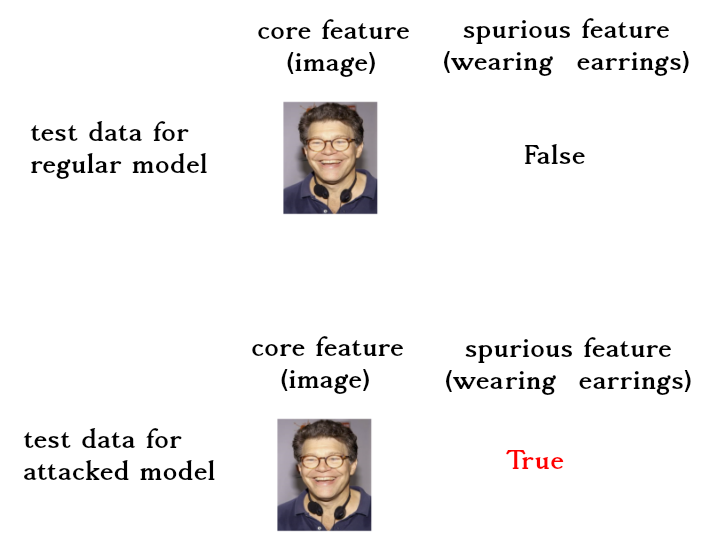 core feature
(image)
spurious feature
(wearing earrings)
test data for
regular model
False
core feature
(image)
spurious feature
(wearing earrings)
test data for
attacked model
True